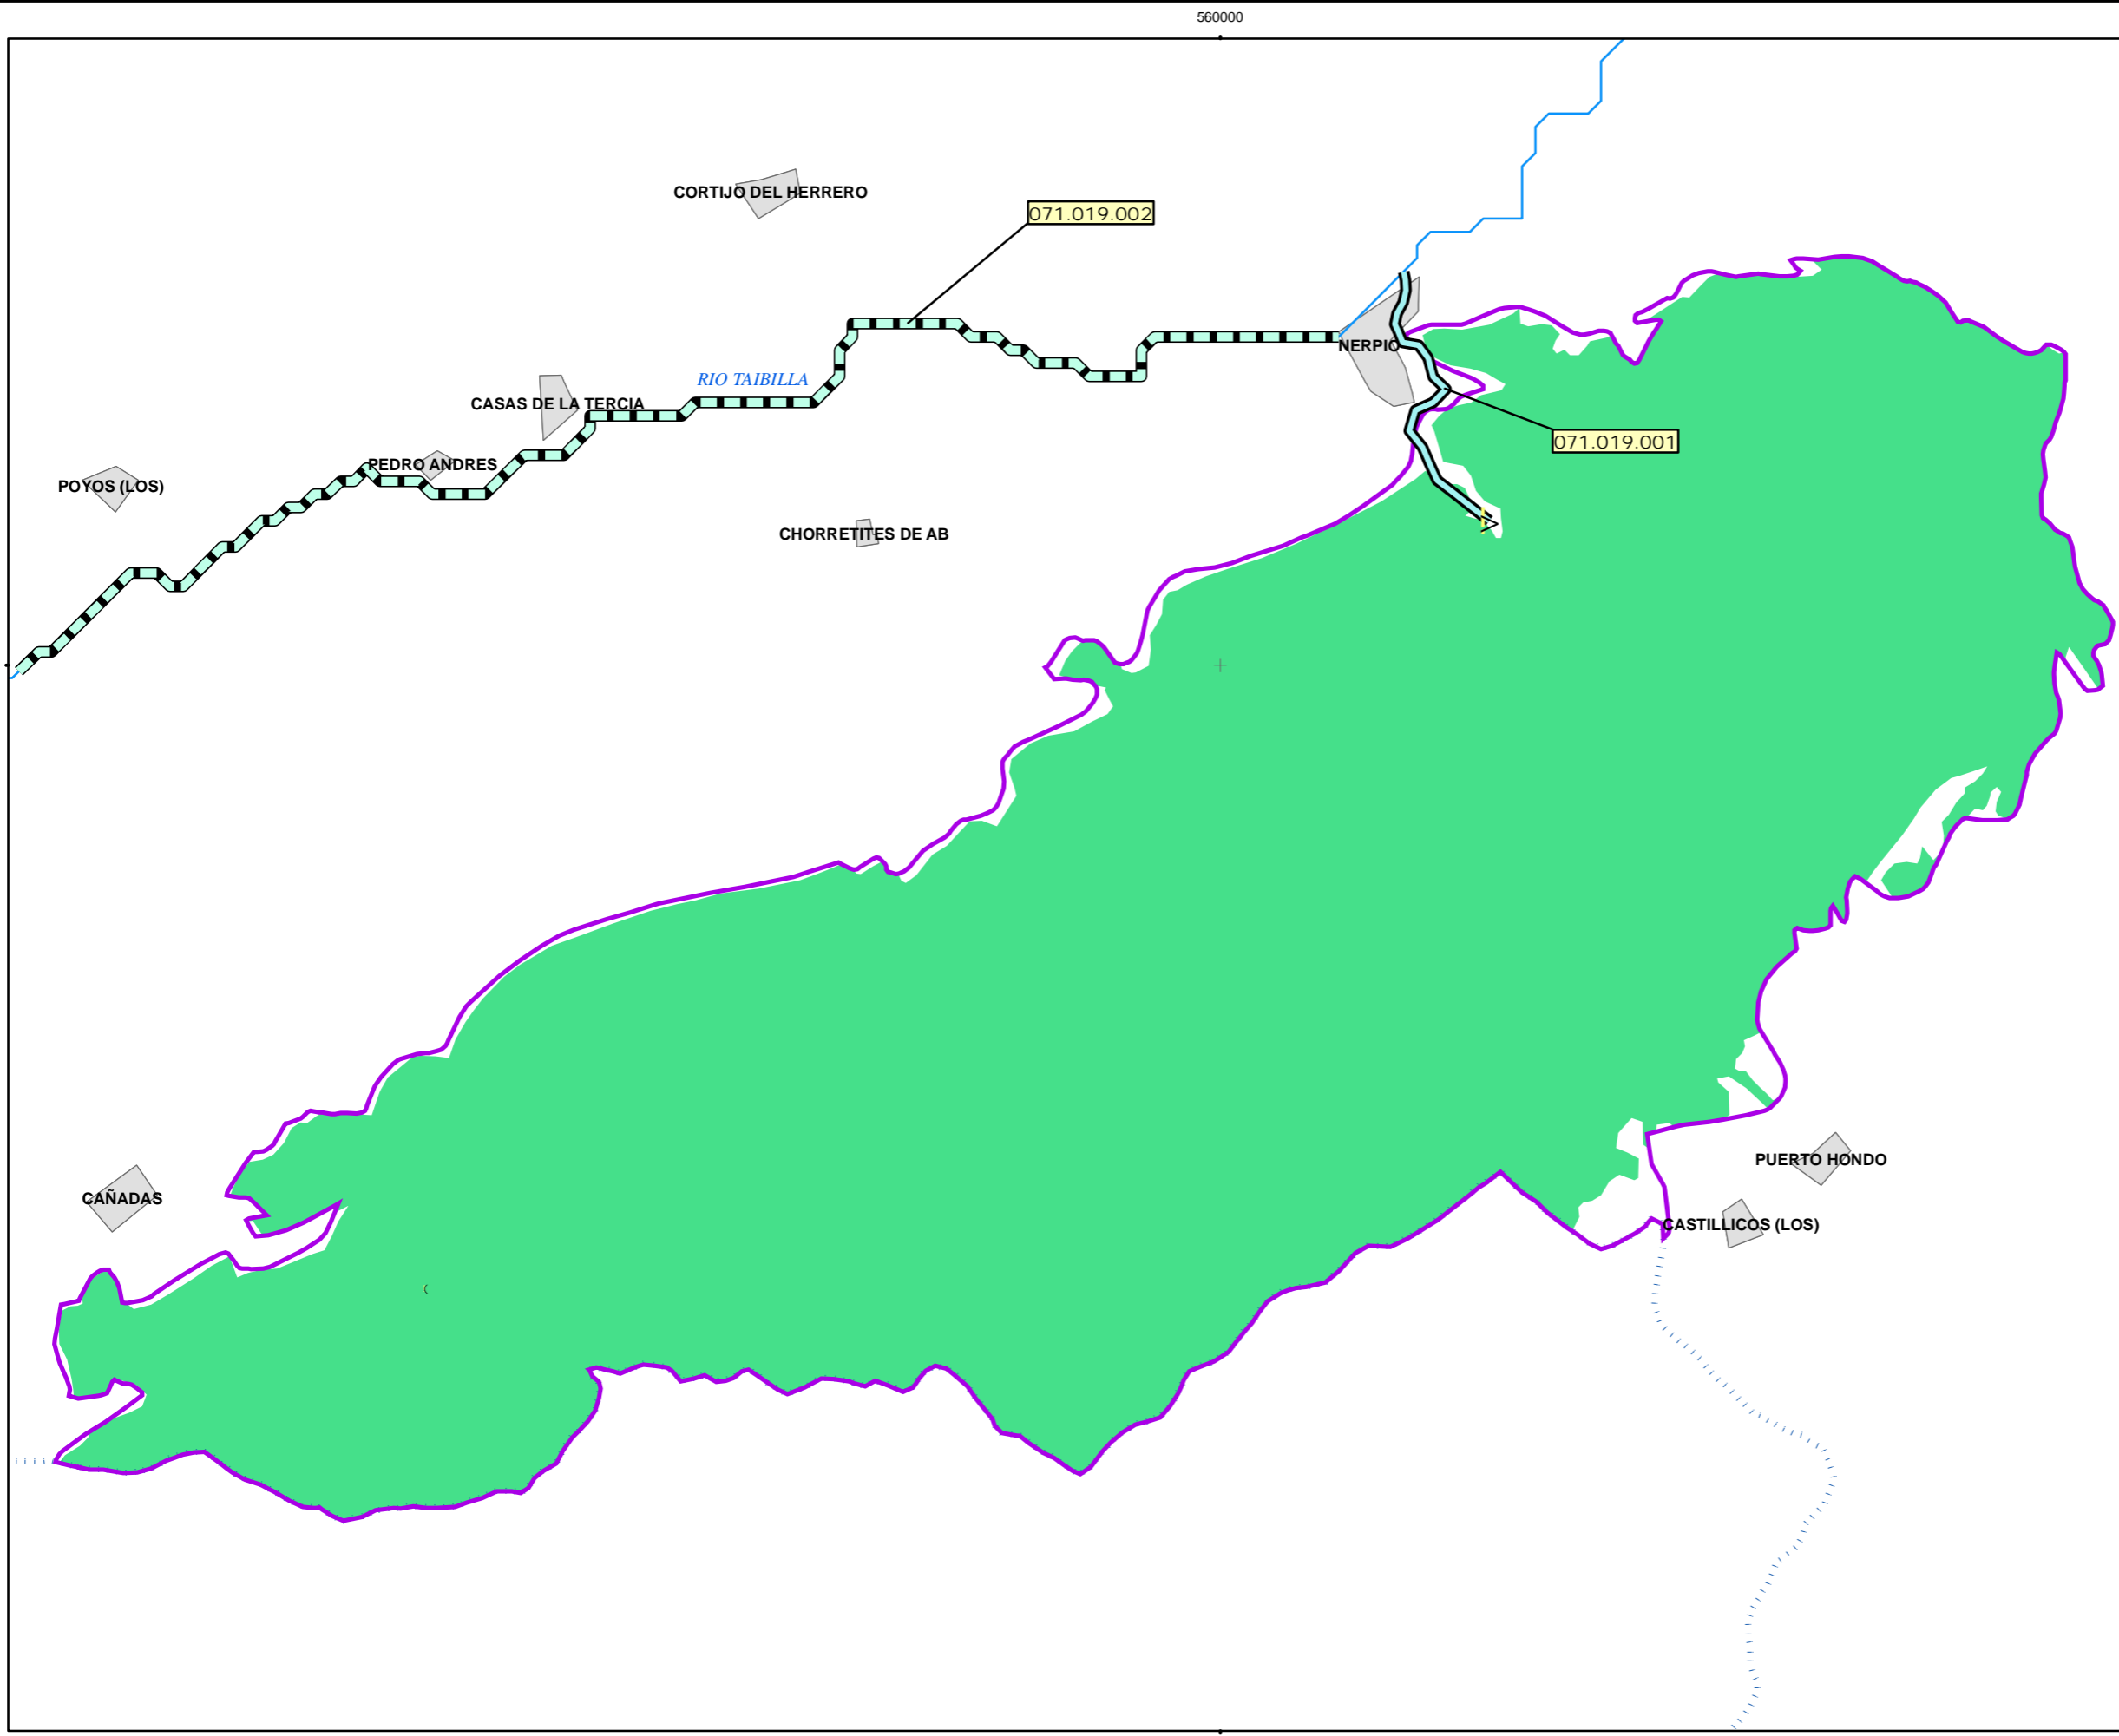 560000
CORTIJO DEL HERRERO
071.019.002
NERPIO
RIO TAIBILLA
CASAS DE LA TERCIA
071.019.001
PEDRO ANDRES
POYOS (LOS)
CHORRETITES DE AB
PUERTO HONDO
CAÑADAS
CASTILLICOS (LOS)